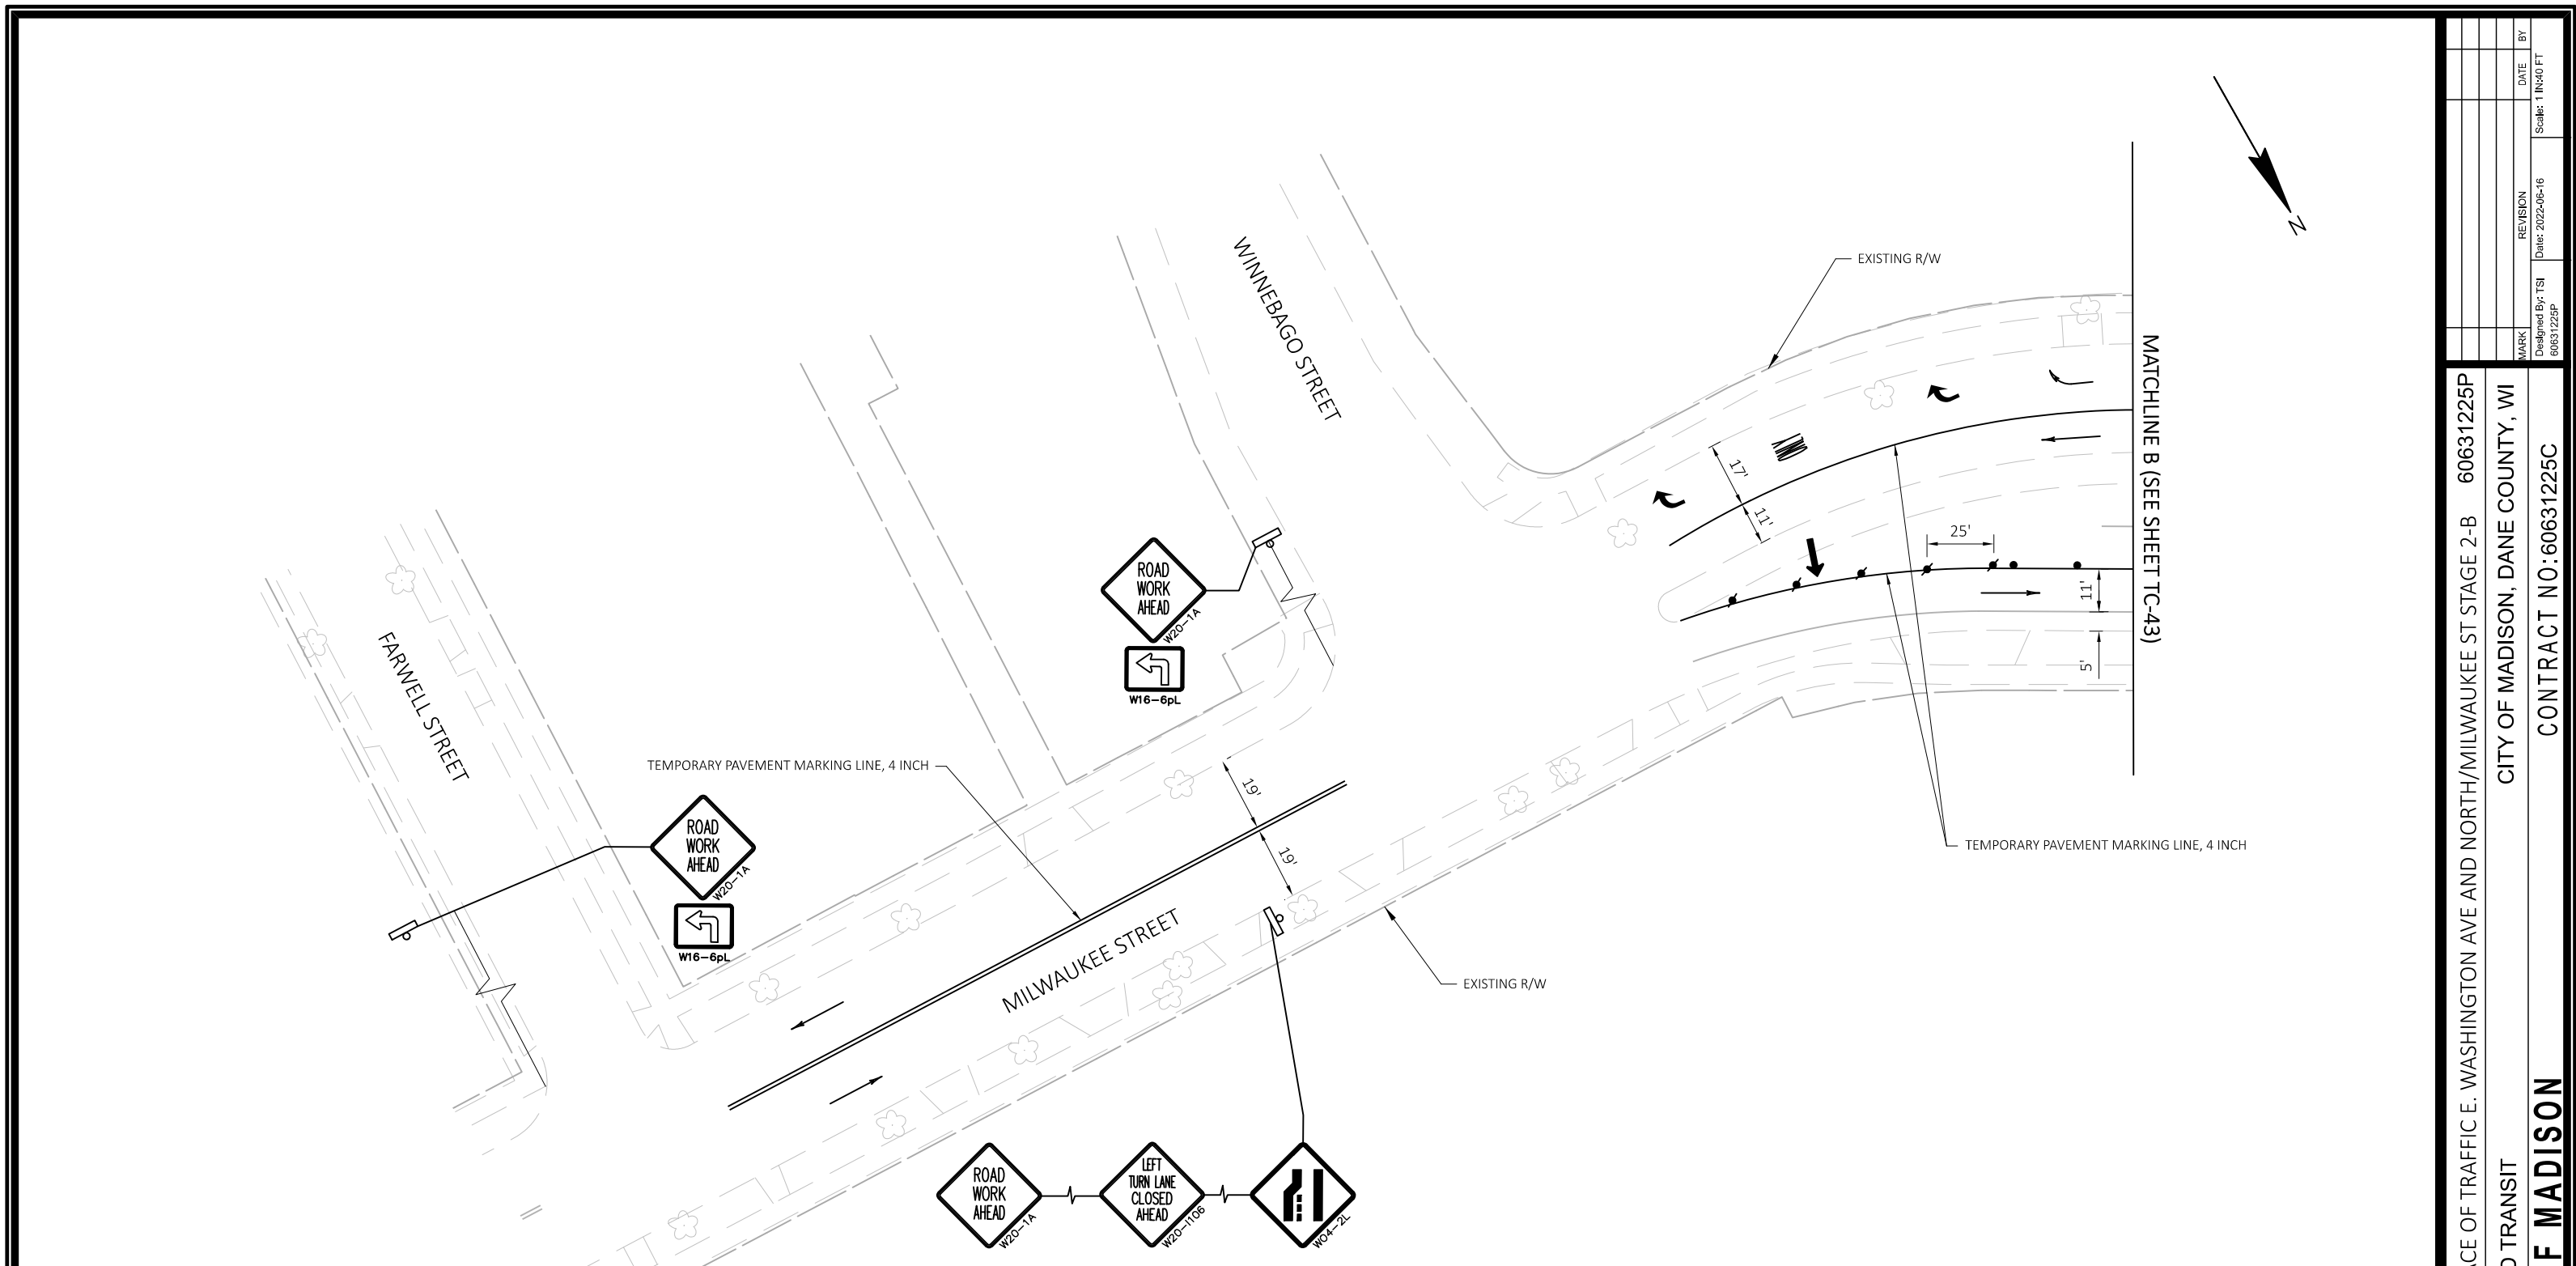 WINNEBAGO STREET
EXISTING R/W
N
MATCHLINE B (SEE SHEET TC-43)
17'
11'
25'
11'
5'
ROAD
WORK
AHEAD
W20-1A
W16-6pL
FARWELL STREET
TEMPORARY PAVEMENT MARKING LINE, 4 INCH
19'
19'
ROAD
WORK
AHEAD
W20-1A
W16-6pL
MILWAUKEE STREET
TEMPORARY PAVEMENT MARKING LINE, 4 INCH
EXISTING R/W
ROAD
WORK
AHEAD
W20-1A
LEFT
TURN LANE
CLOSED
AHEAD
W20-I106
W04-2L
MARK
REVISION
DATE
BY
Designed By: TSI
Date: 2022-06-16
Scale: 1 IN:40 FT
60631225P
ACE OF TRAFFIC E. WASHINGTON AVE AND NORTH/MILWAUKEE ST STAGE 2-B 60631225P
D TRANSIT
CITY OF MADISON, DANE COUNTY, WI
F MADISON
CONTRACT NO:60631225C